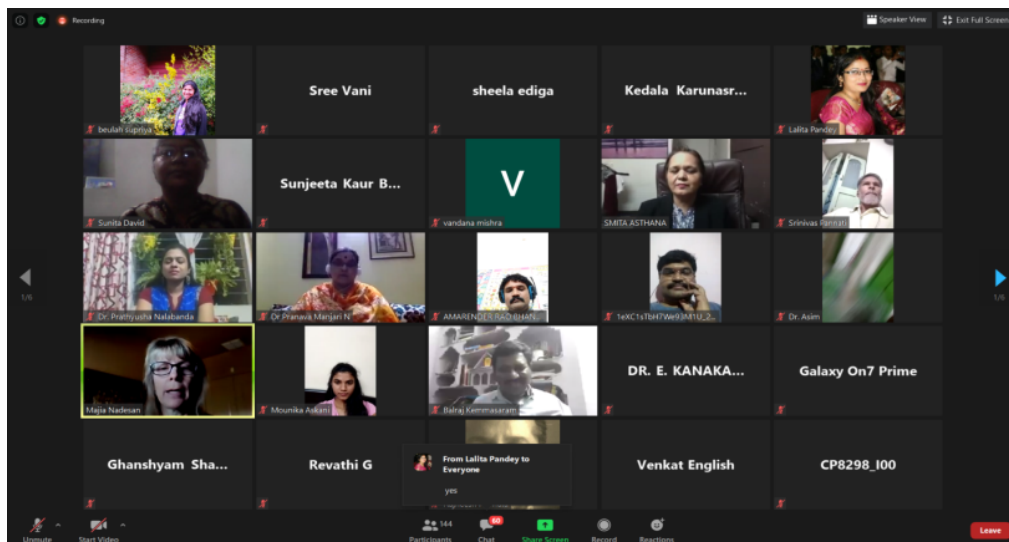 Recording
Speaker View
Exit Full Screen
beulah supriya
Sree Vani
sheela ediga
Kedala Karunasr...
Lalita Pandey
Sunita David
Sunjeeta Kaur B...
V
vandana mishra
SMITA ASTHANA
Srinivas
Dr. Prathyusha Nalabanda
Dr Pranava Manjari N
AMARENDER RAO
1eXC1sTbH7We93M1U_2...
Dr. Asim
1/6
1/6
Majia Nadesan
Mounika Askani
Balraj Kammasaram
DR. E. KANAKA...
Galaxy On7 Prime
Ghanshyam Sha...
Revathi G
From Lalita Pandey to
Everyone
yes
Venkat English
CP8298_I00
Unmute
Start Video
144
Participants
60
Chat
Share Screen
Record
Reactions
Leave